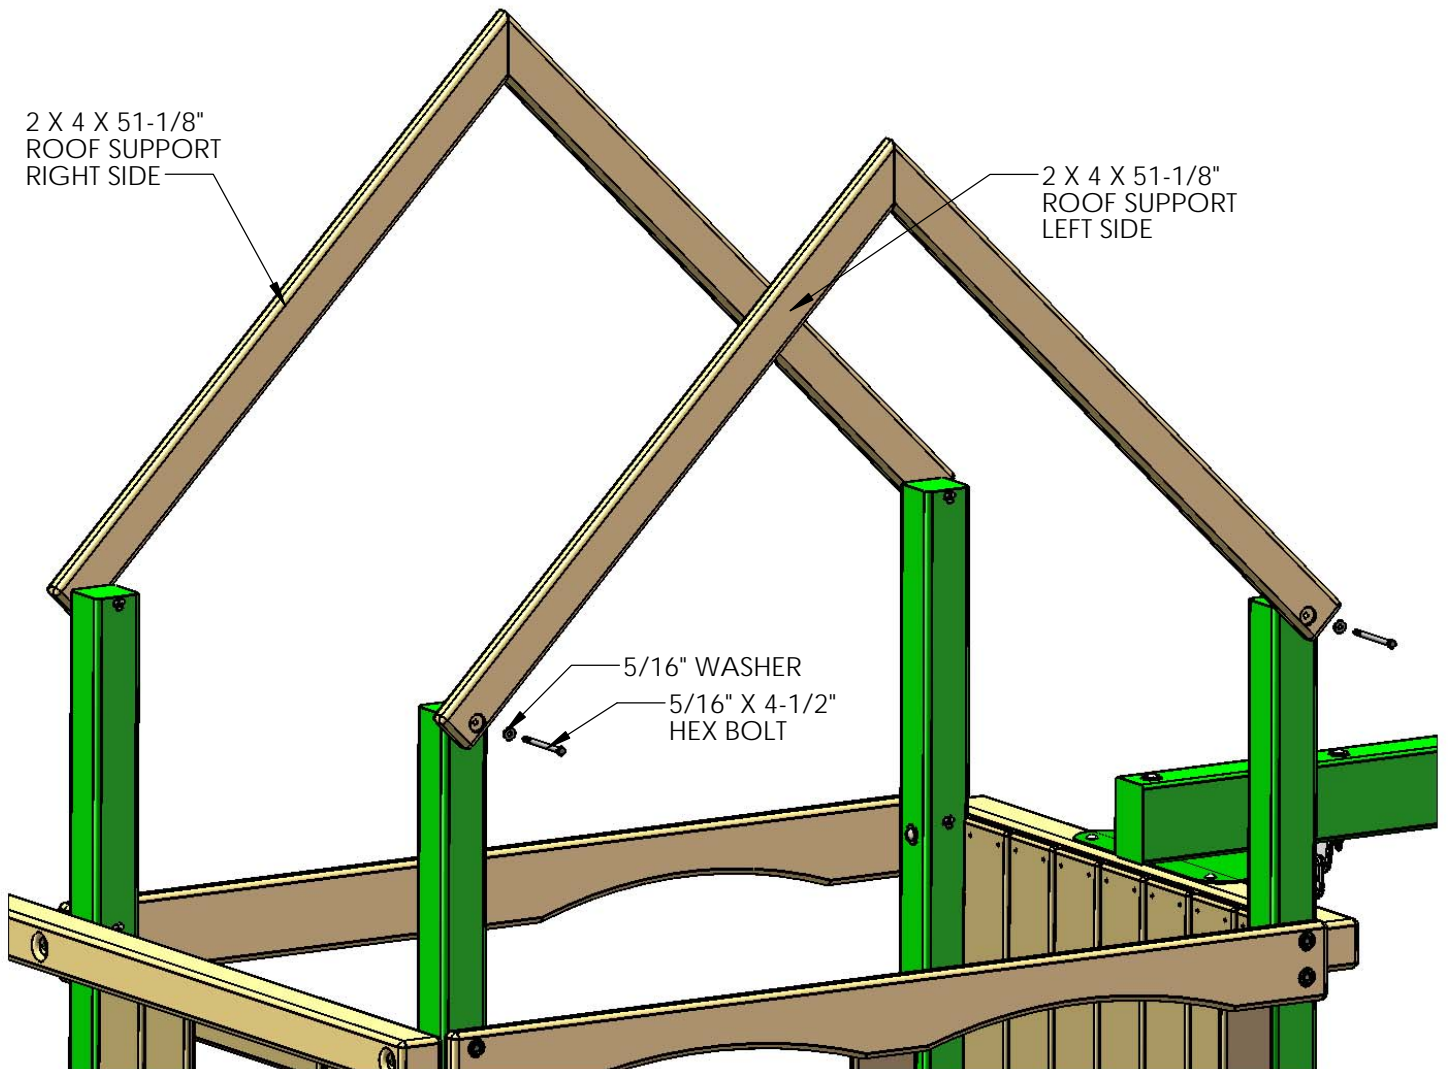 2 X 4 X 51-1/8"
ROOF SUPPORT
RIGHT SIDE
2 X 4 X 51-1/8"
ROOF SUPPORT
LEFT SIDE
5/16" WASHER
5/16" X 4-1/2"
HEX BOLT